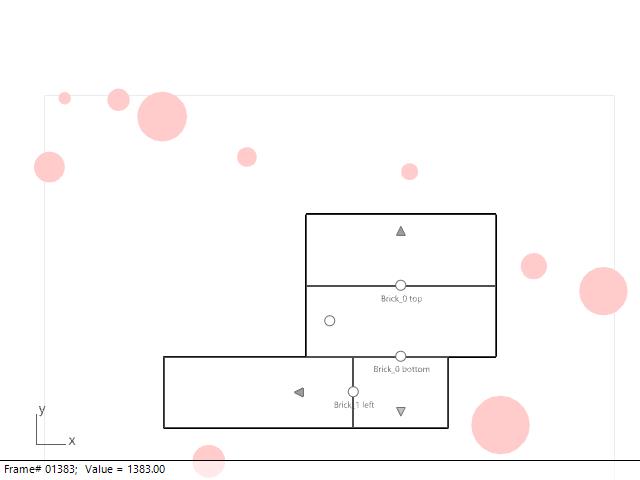 Brick_0 top
Brick_0 bottom
Brick_1 left
y
x
Frame# 01383; Value = 1383.00